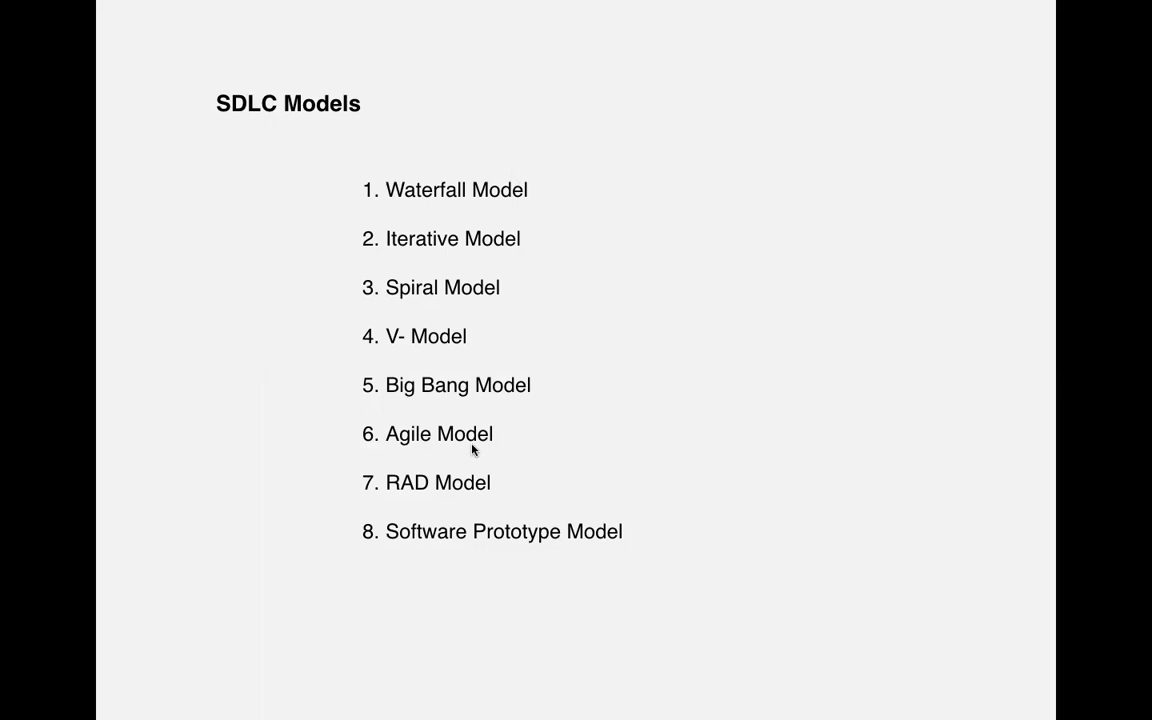 SDLC Models
1. Waterfall Model
2. Iterative Model
3. Spiral Model
4. V- Model
5. Big Bang Model
6. Agile Model
7. RAD Model
8. Software Prototype Model